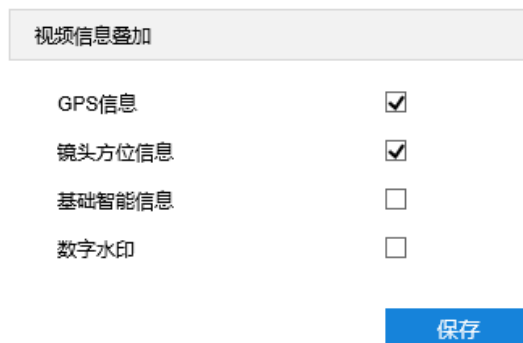 视频信息叠加
GPS信息
镜头方位信息
基础智能信息
数字水印
保存